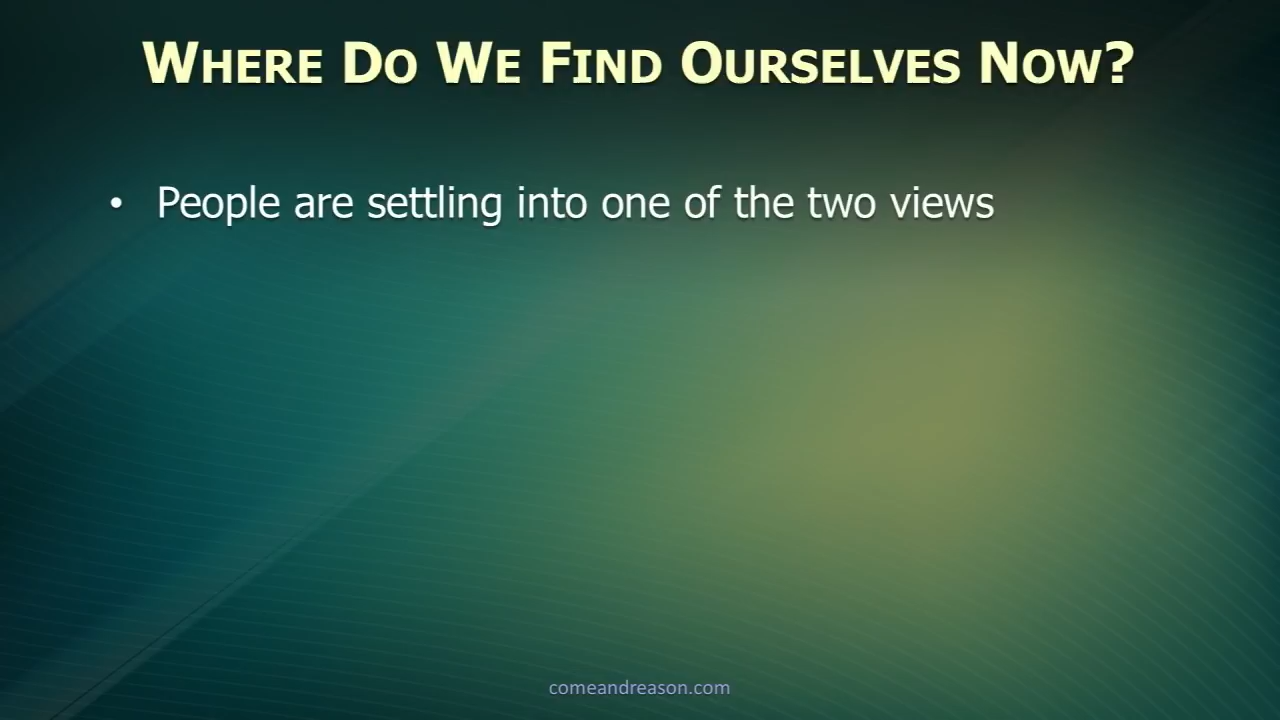 Where Do We Find Ourselves Now?
• People are settling into one of the two views
comeandreason.com